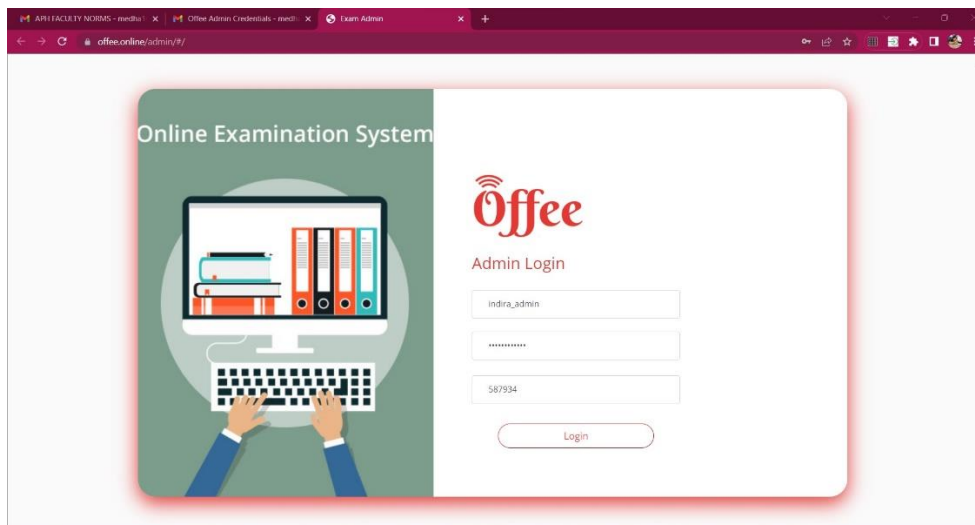 APH FACULTY NORMS - medha
Offee Admin Credentials - medh
Exam Admin
offee.online/admin/#/
Online Examination System
Offee
Admin Login
indira_admin
••••••••••••
587934
Login